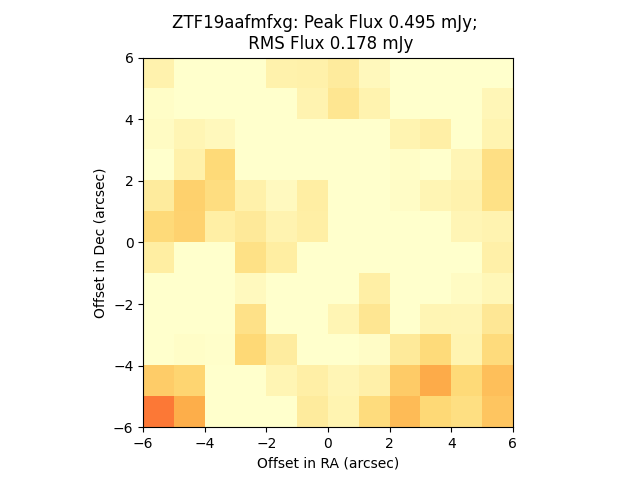 ZTF19aafmfxg: Peak Flux 0.495 mJy;
RMS Flux 0.178 mJy
6
4
2
0
−2
−4
−6
Offset in Dec (arcsec)
−6 −4 −2 0 2 4 6
Offset in RA (arcsec)